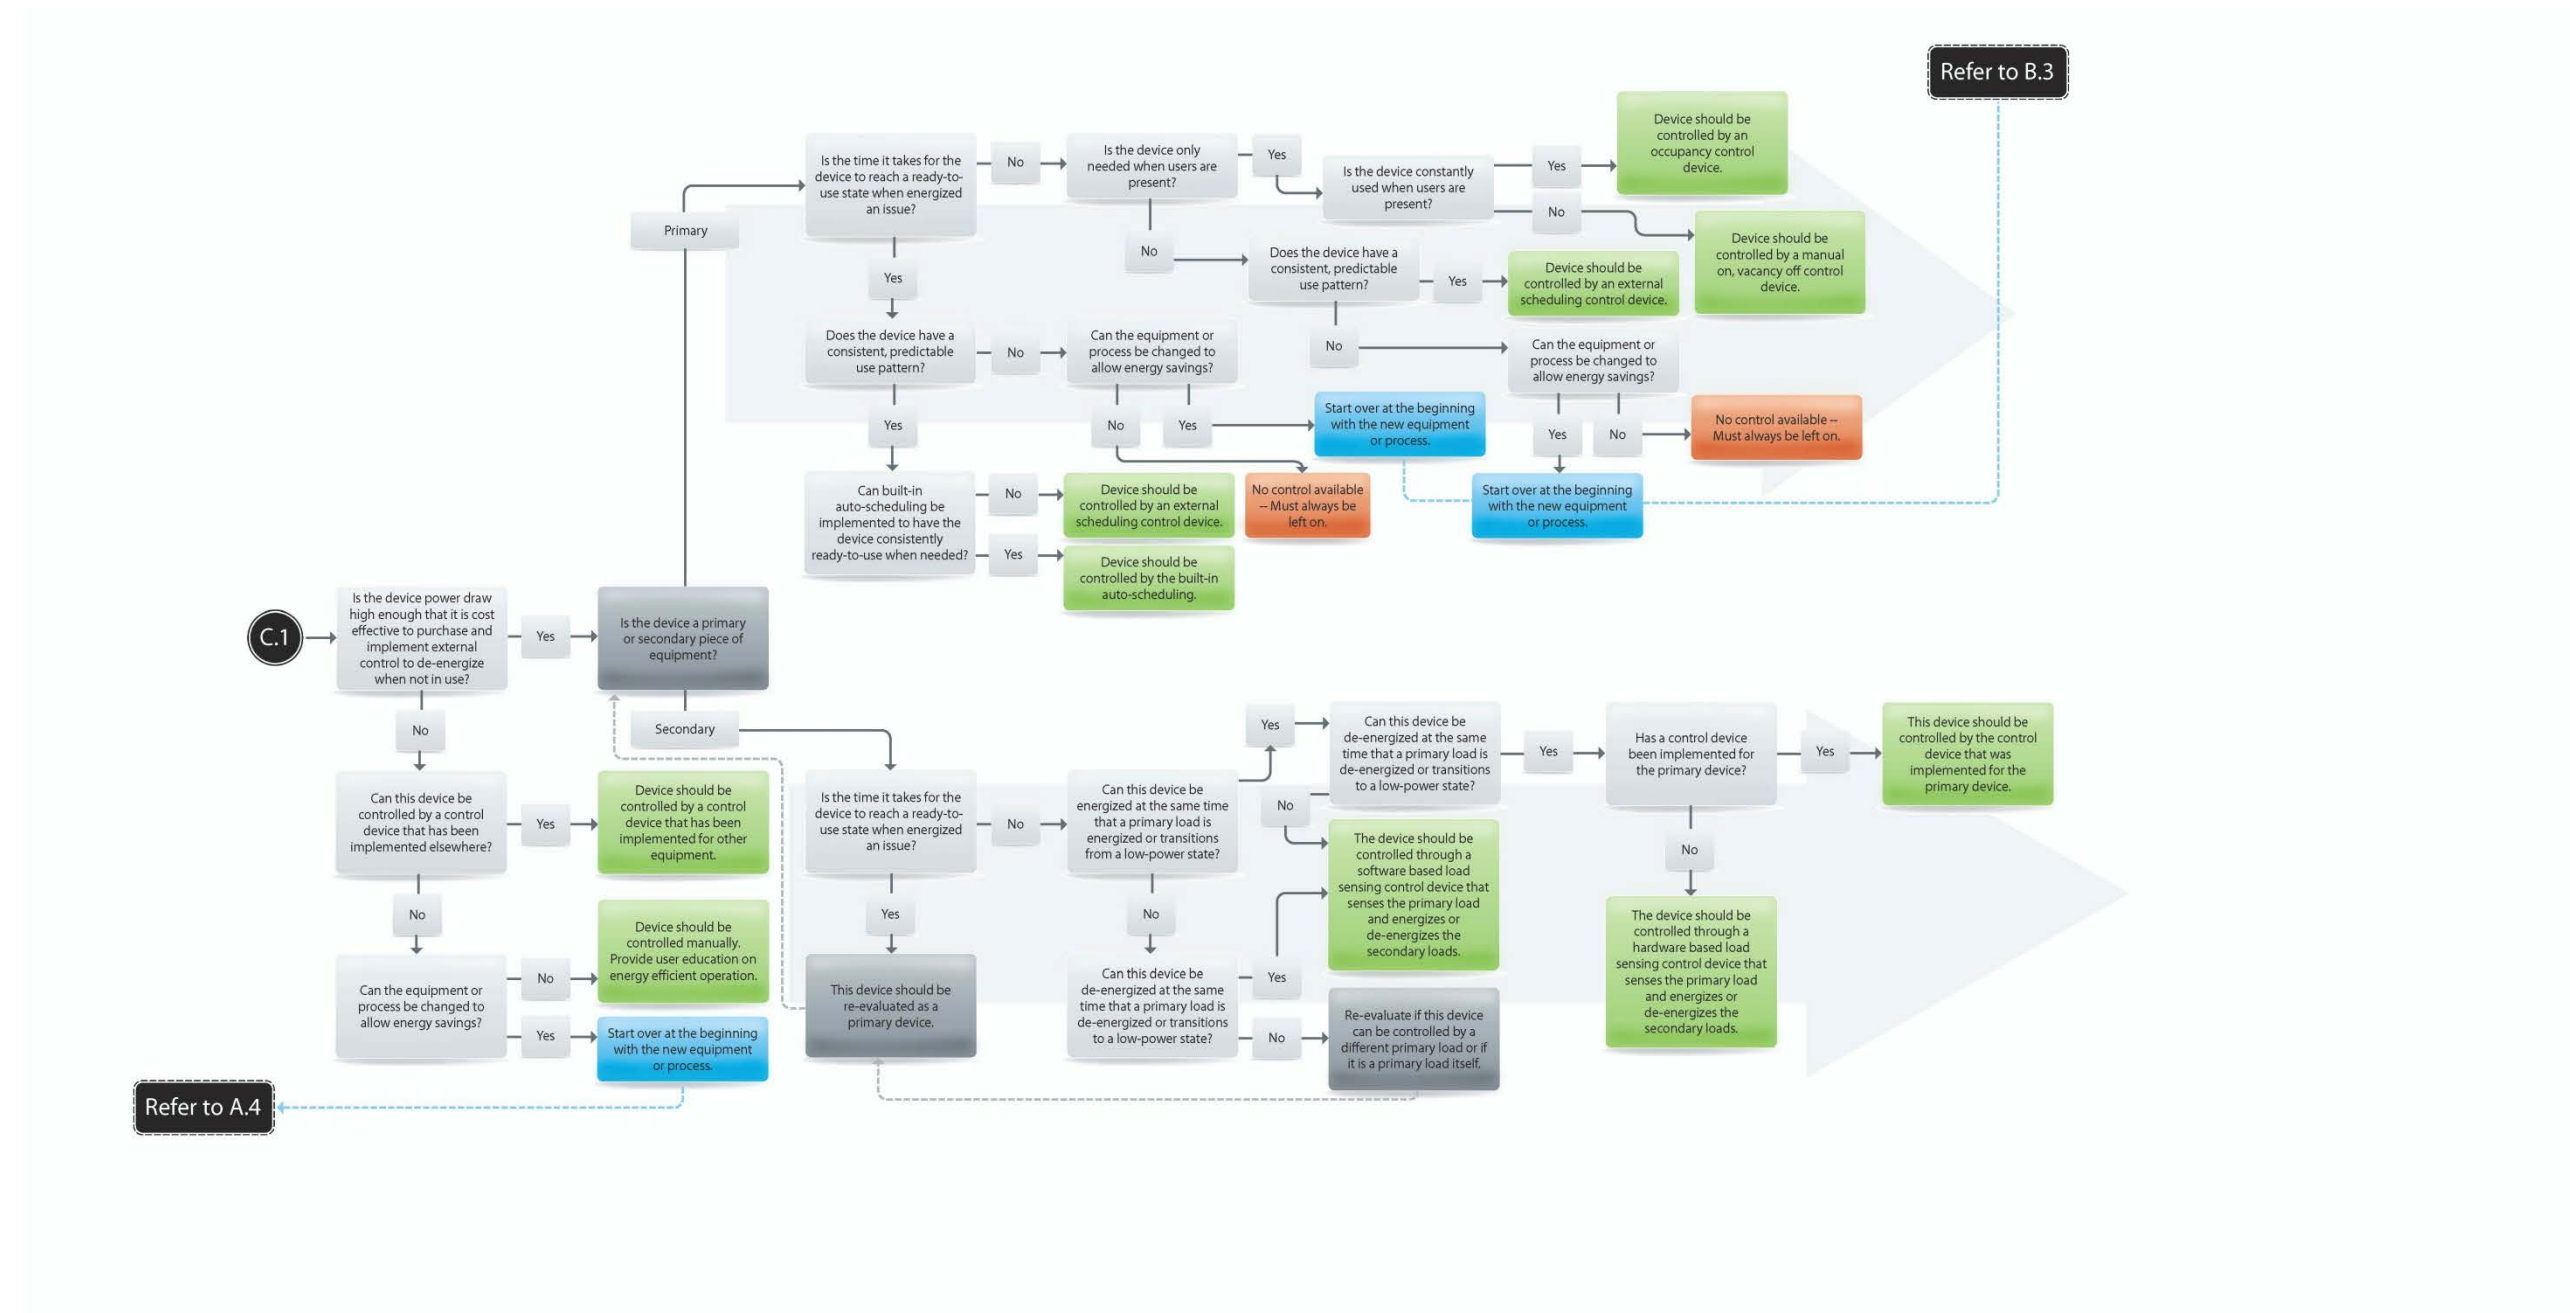 Refer to B.3
Device should be
controlled by an
occupancy control
device.
Is the time it takes for the
device to reach a ready-to-
use state when energized
an issue?
No
Is the device only
needed when users are
present?
Yes
Is the device constantly
used when users are
present?
Yes
No
Primary
Device should be
controlled by a manual
on, vacancy off control
device.
Yes
No
Does the device have a
consistent, predictable
use pattern?
Yes
Device should be
controlled by an external
scheduling control device.
Does the device have a
consistent, predictable
use pattern?
No
Can the equipment or
process be changed to
allow energy savings?
No
Can the equipment or
process be changed to
allow energy savings?
Yes
No
Yes
Start over at the beginning
with the new equipment
or process.
Yes
No
No control available --
Must always be left on.
Can built-in
auto-scheduling be
implemented to have the
device consistently
ready-to-use when needed?
No
Device should be
controlled by an external
scheduling control device.
No control available
-- Must always be
left on.
Start over at the beginning
with the new equipment
or process.
Yes
Device should be
controlled by the built-in
auto-scheduling.
C.1
Is the device power draw
high enough that it is cost
effective to purchase and
implement external
control to de-energize
when not in use?
Yes
Is the device a primary
or secondary piece of
equipment?
No
Secondary
Yes
Can this device be
de-energized at the same
time that a primary load is
de-energized or transitions
to a low-power state?
Yes
Has a control device
been implemented for
the primary device?
Yes
This device should be
controlled by the control
device that was
implemented for the
primary device.
Can this device be
controlled by a control
device that has been
implemented elsewhere?
Yes
Device should be
controlled by a control
device that has been
implemented for other
equipment.
Is the time it takes for the
device to reach a ready-to-
use state when energized
an issue?
No
Can this device be
energized at the same time
that a primary load is
energized or transitions
from a low-power state?
No
The device should be
controlled through a
software based load
sensing control device that
senses the primary load
and energizes or
de-energizes the
secondary loads.
No
No
Yes
No
Device should be
controlled manually.
Provide user education on
energy efficient operation.
The device should be
controlled through a
hardware based load
sensing control device that
senses the primary load
and energizes or
de-energizes the
secondary loads.
Can the equipment or
process be changed to
allow energy savings?
No
Yes
Start over at the beginning
with the new equipment
or process.
This device should be
re-evaluated as a
primary device.
Can this device be
de-energized at the same
time that a primary load is
de-energized or transitions
to a low-power state?
Yes
No
Re-evaluate if this device
can be controlled by a
different primary load or if
it is a primary load itself.
Refer to A.4